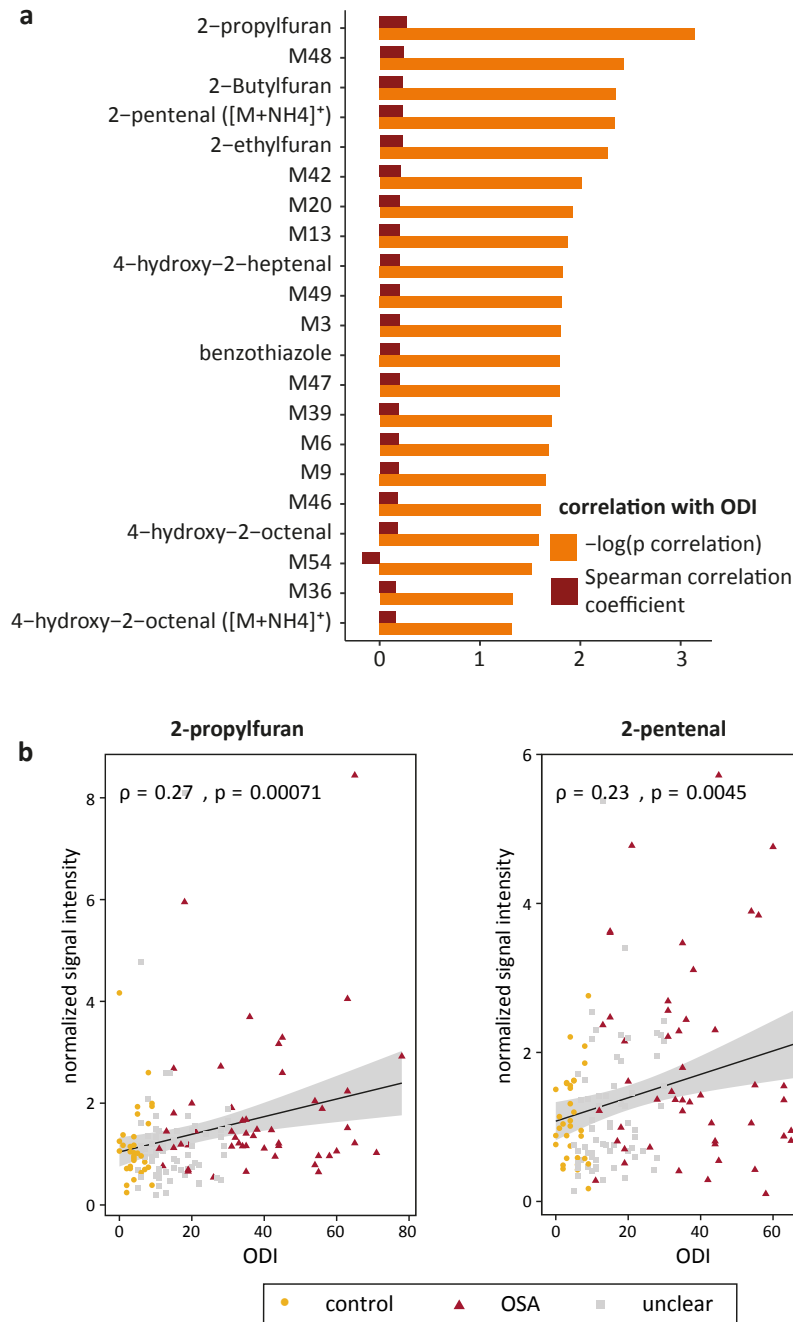 a
2−propylfuran
M48
2−Butylfuran
2−pentenal ([M+NH4]⁺)
2−ethylfuran
M42
M20
M13
4−hydroxy−2−heptenal
M49
M3
benzothiazole
M47
M39
M6
M9
M46
4−hydroxy−2−octenal
M54
M36
4−hydroxy−2−octenal ([M+NH4]⁺)
correlation with ODI
−log(p correlation)
Spearman correlation
coefficient
0 1 2 3
b
2-propylfuran
ρ = 0.27 , p = 0.00071
normalized signal intensity
8
6
4
2
0
0 20 40 60 80
ODI
2-pentenal
ρ = 0.23 , p = 0.0045
normalized signal intensity
6
4
2
0
0 20 40 60
ODI
control OSA unclear